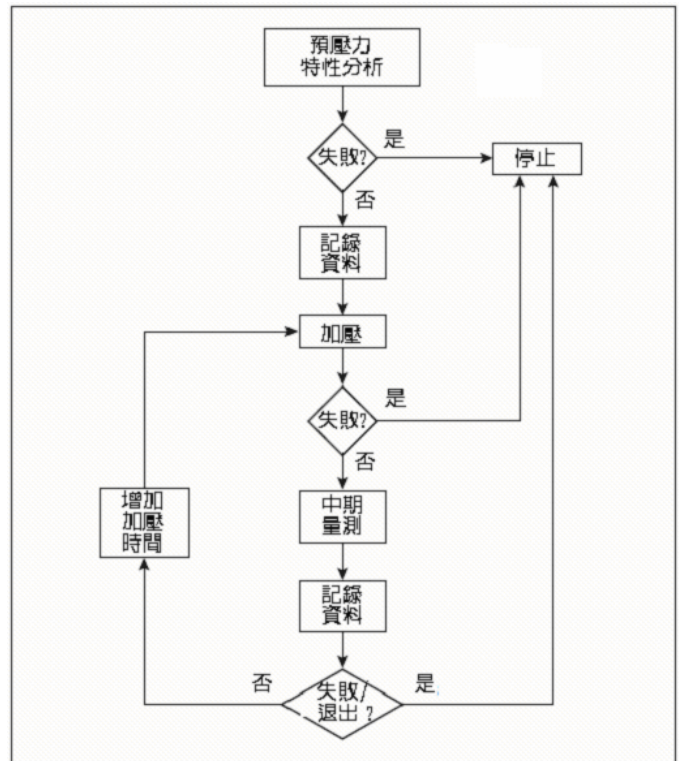 預壓力
特性分析
失敗?
是
停止
否
記錄
資料
加壓
失敗?
是
否
中期
量測
增加
加壓
時間
記錄
資料
失敗/
退出?
否
是